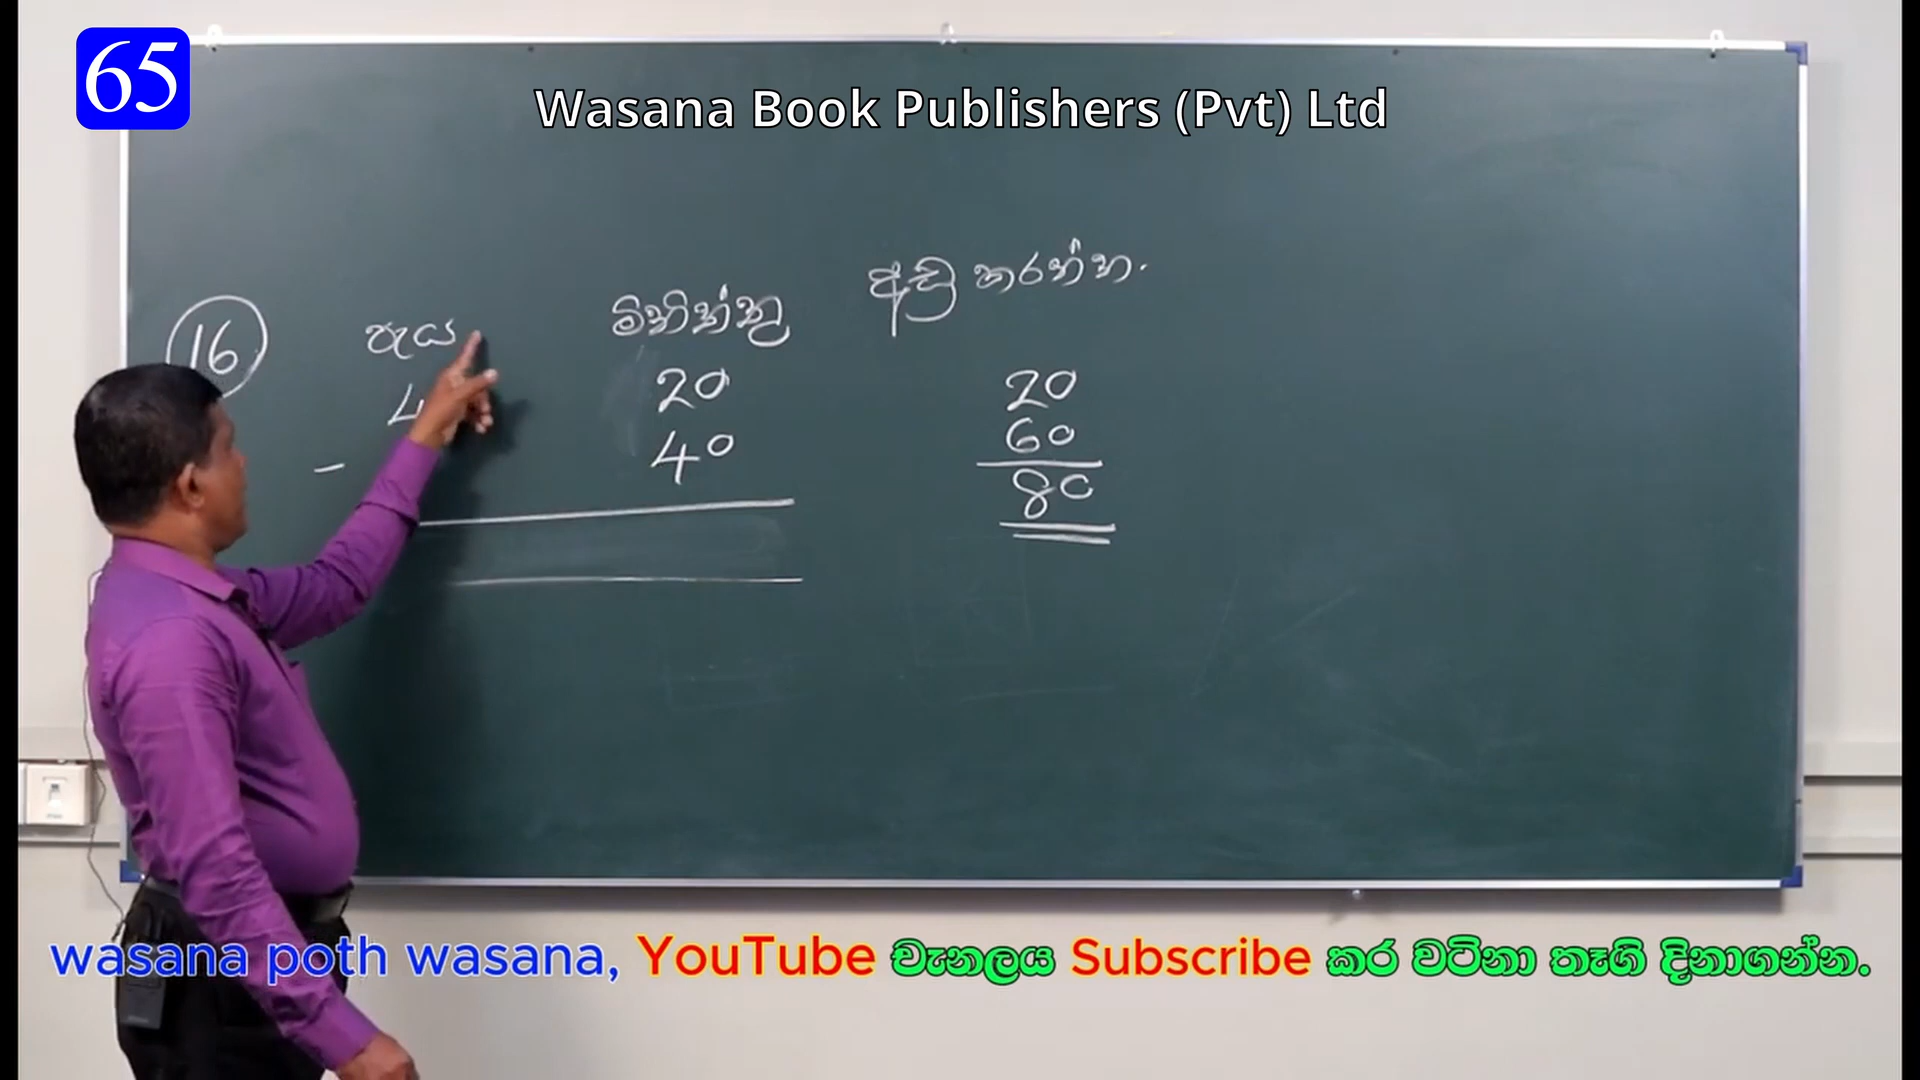 65
Wasana Book Publishers (Pvt) Ltd
අඩු කරන්න.
16 පැය මිනිත්තු
4 20 20
- 40 60
80
wasana poth wasana, YouTube චැනලය Subscribe කර වටිනා තෑගි දිනාගන්න.